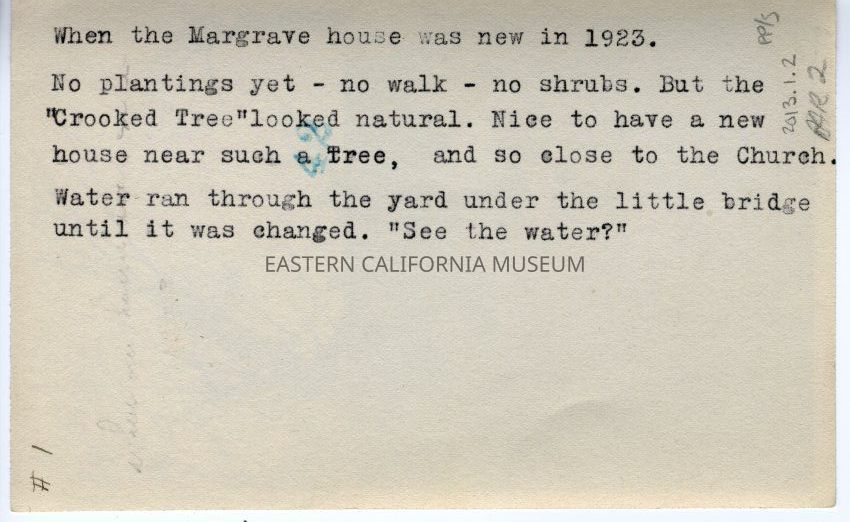 When the Margrave house was new in 1923.
No plantings yet - no walk - no shrubs. But the
"Crooked Tree"looked natural. Nice to have a new
house near such a Tree, and so close to the Church.
Water ran through the yard under the little bridge
until it was changed. "See the water?"
EASTERN CALIFORNIA MUSEUM
# 1
2013.1.2